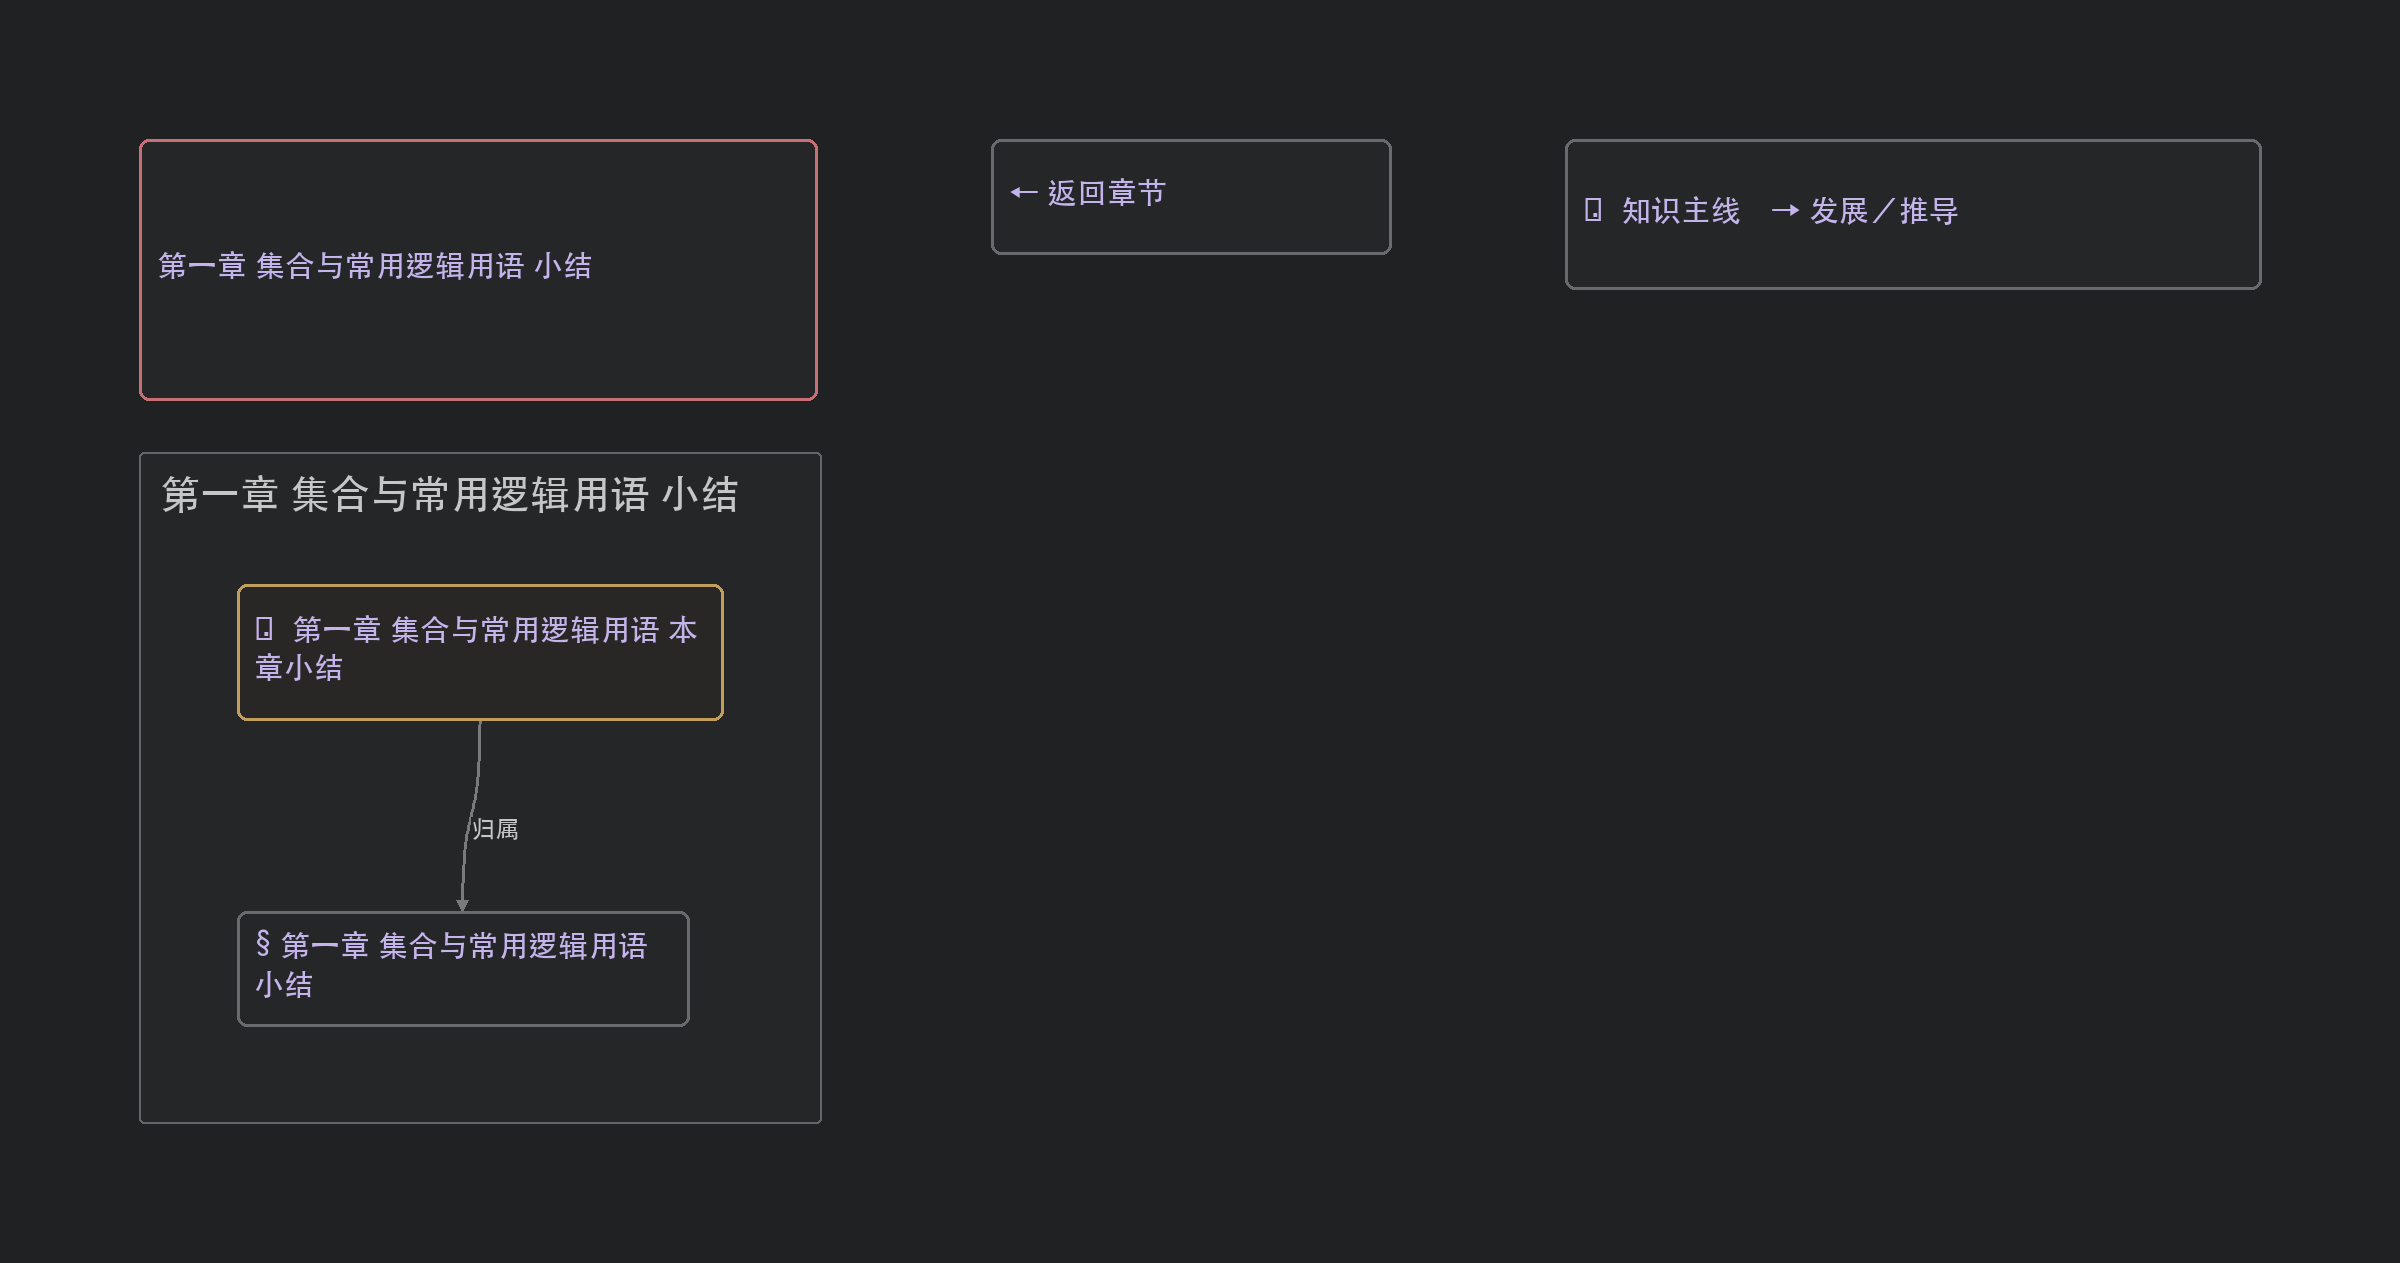 第一章 集合与常用逻辑用语 小结
← 返回章节
知识主线 → 发展／推导
第一章 集合与常用逻辑用语 小结
第一章 集合与常用逻辑用语 本
章小结
归属
§ 第一章 集合与常用逻辑用语
小结